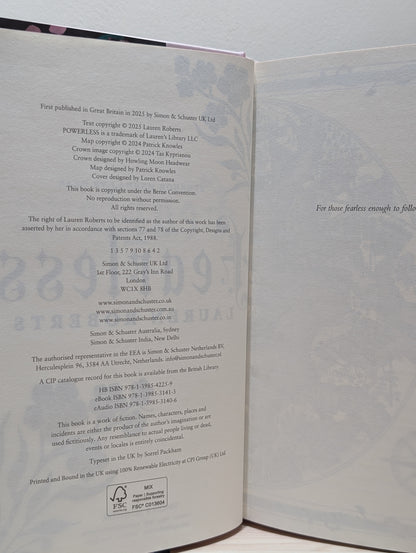 First published in Great Britain in 2025 by Simon & Schuster UK Ltd
Text copyright © 2025 Lauren Roberts
POWERLESS is a trademark of Lauren's Library LLC
Map copyright © 2024 Patrick Knowles
Crown image copyright © 2024 Tas Kyprianou
Crown designed by Howling Moon Headwear
Map designed by Patrick Knowles
Cover designed by Loren Catana
This book is copyright under the Berne Convention.
No reproduction without permission.
All rights reserved.
The right of Lauren Roberts to be identified as the author of this work has been
asserted by her in accordance with sections 77 and 78 of the Copyright, Designs and
Patents Act, 1988.
1 3 5 7 9 10 8 6 4 2
Simon & Schuster UK Ltd
1st Floor, 222 Gray's Inn Road
London
WC1X 8HB
www.simonandschuster.co.uk
www.simonandschuster.com.au
www.simonandschuster.co.in
Simon & Schuster Australia, Sydney
Simon & Schuster India, New Delhi
The authorised representative in the EEA is Simon & Schuster Netherlands BV,
Herculesplein 96, 3584 AA Utrecht, Netherlands. info@simonandschuster.nl
A CIP catalogue record for this book is available from the British Library
HB ISBN 978-1-3985-4225-9
eBook ISBN 978-1-3985-3141-3
eAudio ISBN 978-1-3985-3140-6
This book is a work of fiction. Names, characters, places and
incidents are either the product of the author's imagination or are
used fictitiously. Any resemblance to actual people living or dead,
events or locales is entirely coincidental.
Typeset in the UK by Sorrel Packham
Printed and Bound in the UK using 100% Renewable Electricity at CPI Group (UK) Ltd
FSC
MIX
Paper | Supporting
responsible forestry
FSC® C013604
For those fearless enough to follo